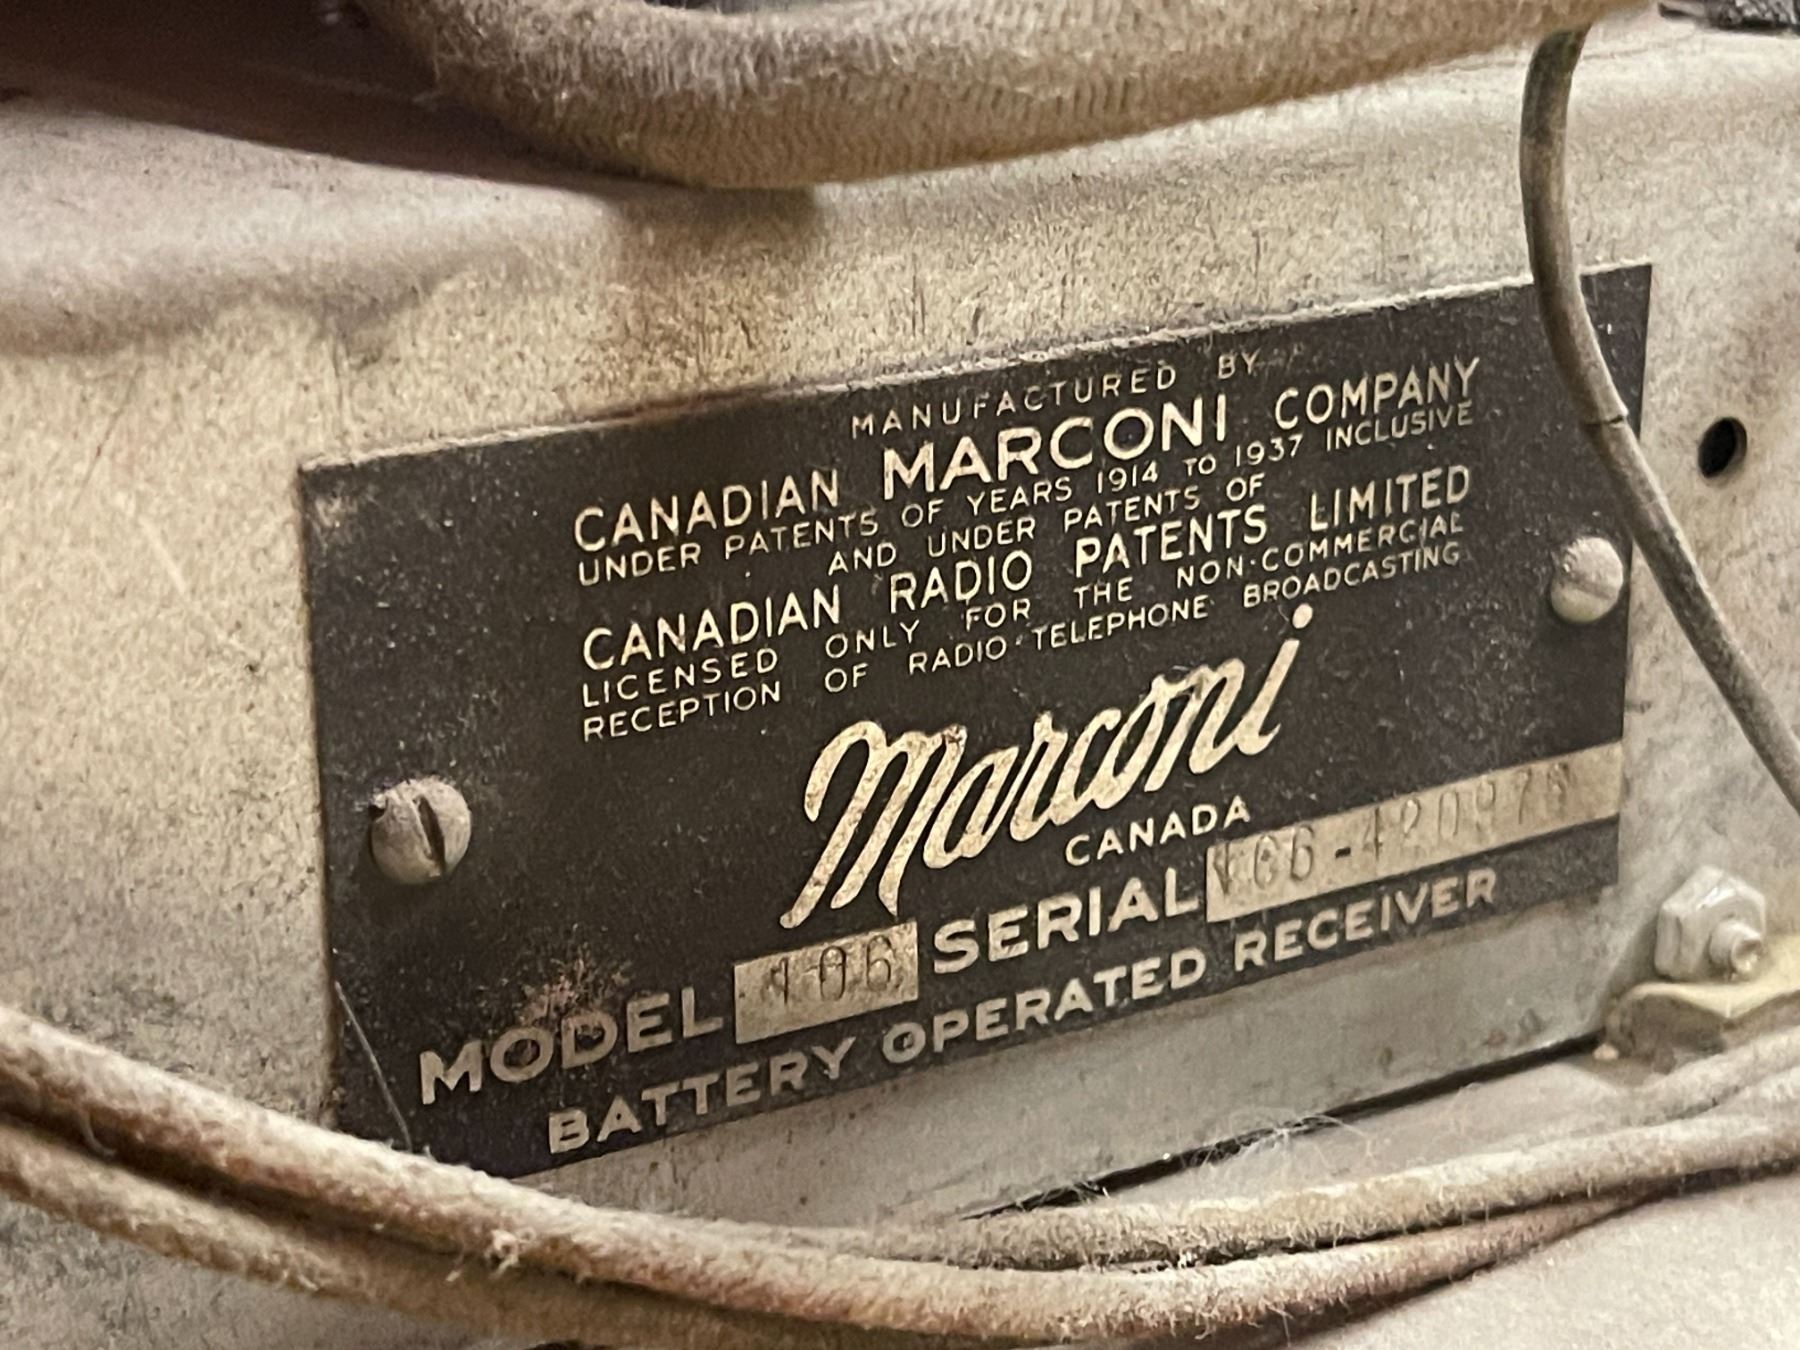 MANUFACTURED BY
CANADIAN MARCONI COMPANY
UNDER PATENTS OF YEARS 1914 TO 1937 INCLUSIVE
AND UNDER PATENTS OF
CANADIAN RADIO PATENTS LIMITED
LICENSED ONLY FOR THE NON-COMMERCIAL
RECEPTION OF RADIO-TELEPHONE BROADCASTING
Marconi
CANADA
MODEL 106 SERIAL
BATTERY OPERATED RECEIVER